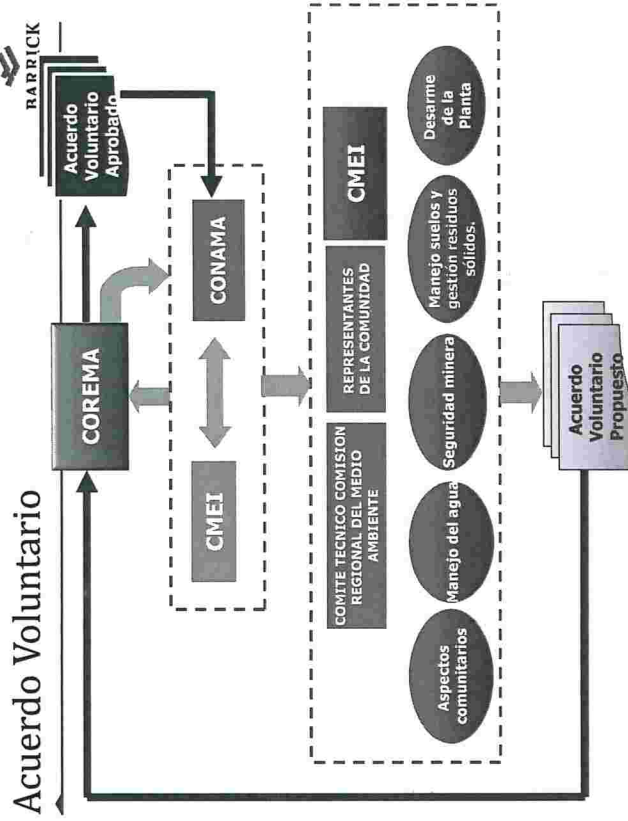 Acuerdo Voluntario
BARRICK
COREMA
Acuerdo
Voluntario
Aprobado
CMEI
CONAMA
COMITE TECNICO COMISION
REGIONAL DEL MEDIO
AMBIENTE
REPRESENTANTES
DE LA COMUNIDAD
CMEI
Aspectos
comunitarios
Manejo del agua
Seguridad minera
Manejo suelos y
gestión residuos
sólidos.
Desarme
de la
Planta
Acuerdo
Voluntario
Propuesto